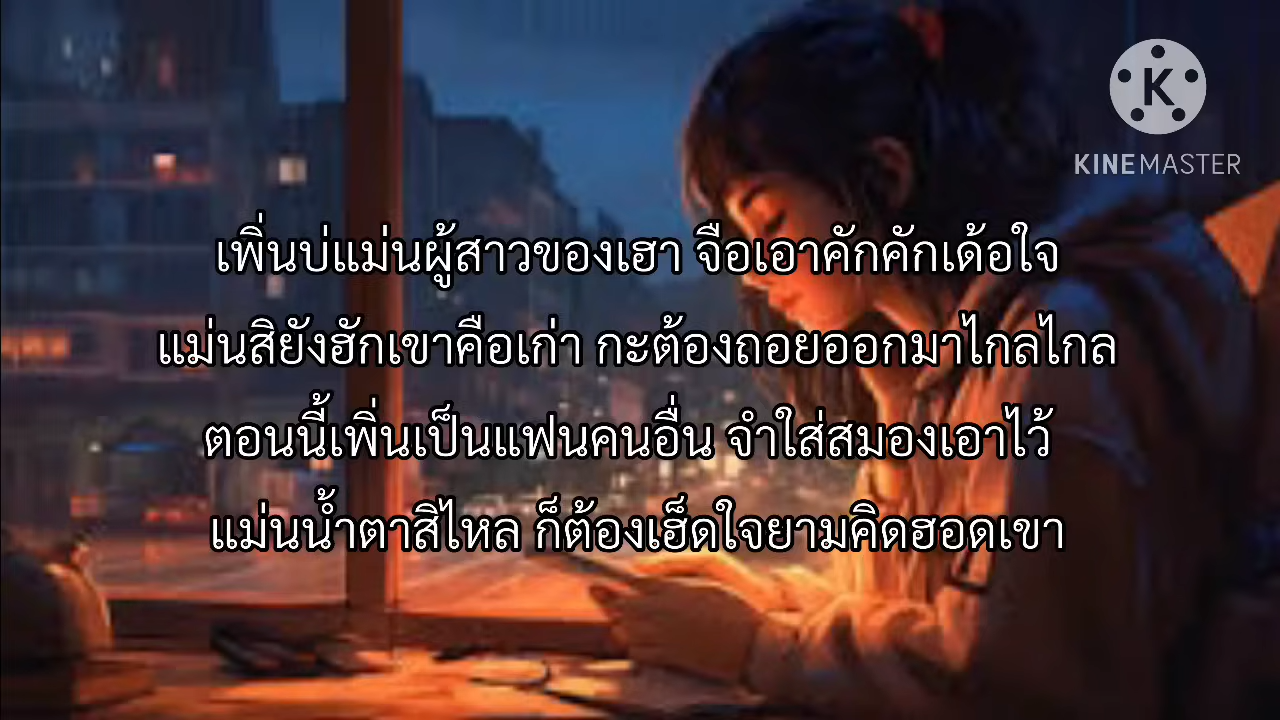 KINEMASTER
เพิ่นบ่แม่นผู้สาวของเฮา จือเอาคักคักเด้อใจ
แม่นสิยังฮักเขาคือเก่า กะต้องถอยออกมาไกลไกล
ตอนนี้เพิ่นเป็นแฟนคนอื่น จำใส่สมองเอาไว้
แม่นน้ำตาสิไหล ก็ต้องเฮ็ดใจยามคิดฮอดเขา